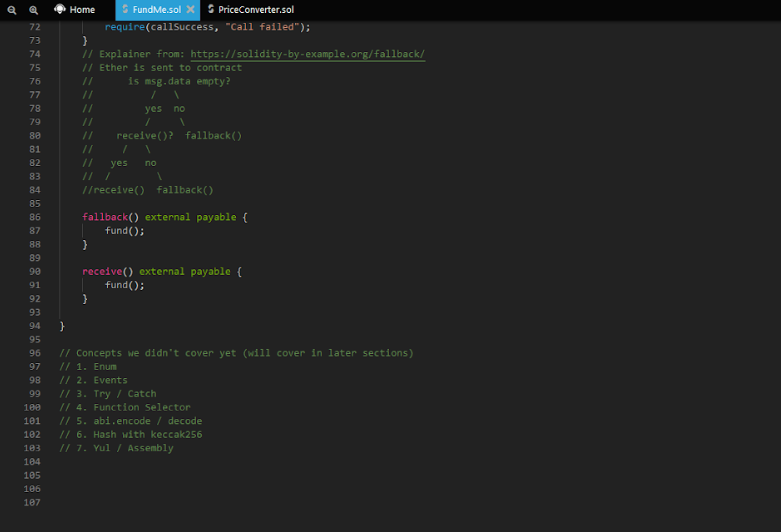 Home FundMe.sol PriceConverter.sol
72 require(callSuccess, "Call failed");
73 }
74 // Explainer from: https://solidity-by-example.org/fallback/
75 // Ether is sent to contract
76 //      is msg.data empty?
77 //          /   \
78 //         yes  no
79 //         /     \
80 //    receive()?  fallback()
81 //     /   \
82 //   yes   no
83 //  /        \
84 //receive()  fallback()
85
86 fallback() external payable {
87 fund();
88 }
89
90 receive() external payable {
91 fund();
92 }
93
94 }
95
96 // Concepts we didn't cover yet (will cover in later sections)
97 // 1. Enum
98 // 2. Events
99 // 3. Try / Catch
100 // 4. Function Selector
101 // 5. abi.encode / decode
102 // 6. Hash with keccak256
103 // 7. Yul / Assembly
104
105
106
107